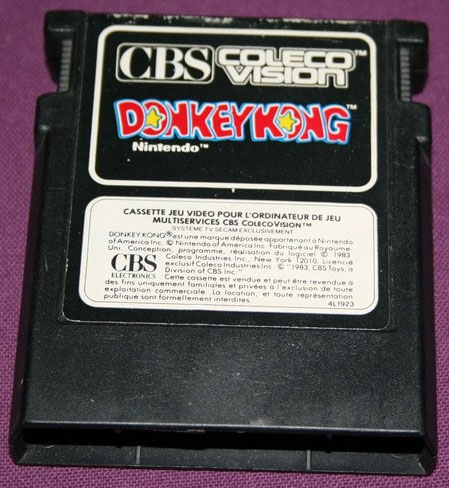 CBS COLECO VISION™
DONKEY KONG™
Nintendo™
CASSETTE JEU VIDEO POUR L'ORDINATEUR DE JEU
MULTISERVICES CBS COLECOVISION™
SYSTEME TV SECAM EXCLUSIVEMENT
DONKEY KONG® est une marque déposée appartenant à Nintendo
of America Inc. © Nintendo of America Inc. Fabriqué au Royaume-
Uni. Conception, programme, réalisation du logiciel © 1983
Coleco Industries Inc., New York 12010. Licencié
exclusif Coleco Industries Inc., © 1983, CBS Toys, a
Division of CBS Inc.
CBS
ELECTRONICS
Cette cassette est vendue et peut être revendue à
des fins uniquement familiales et privées à l'exclusion de toute
exploitation commerciale. La location, et toute représentation
publique sont formellement interdites.
4L1923